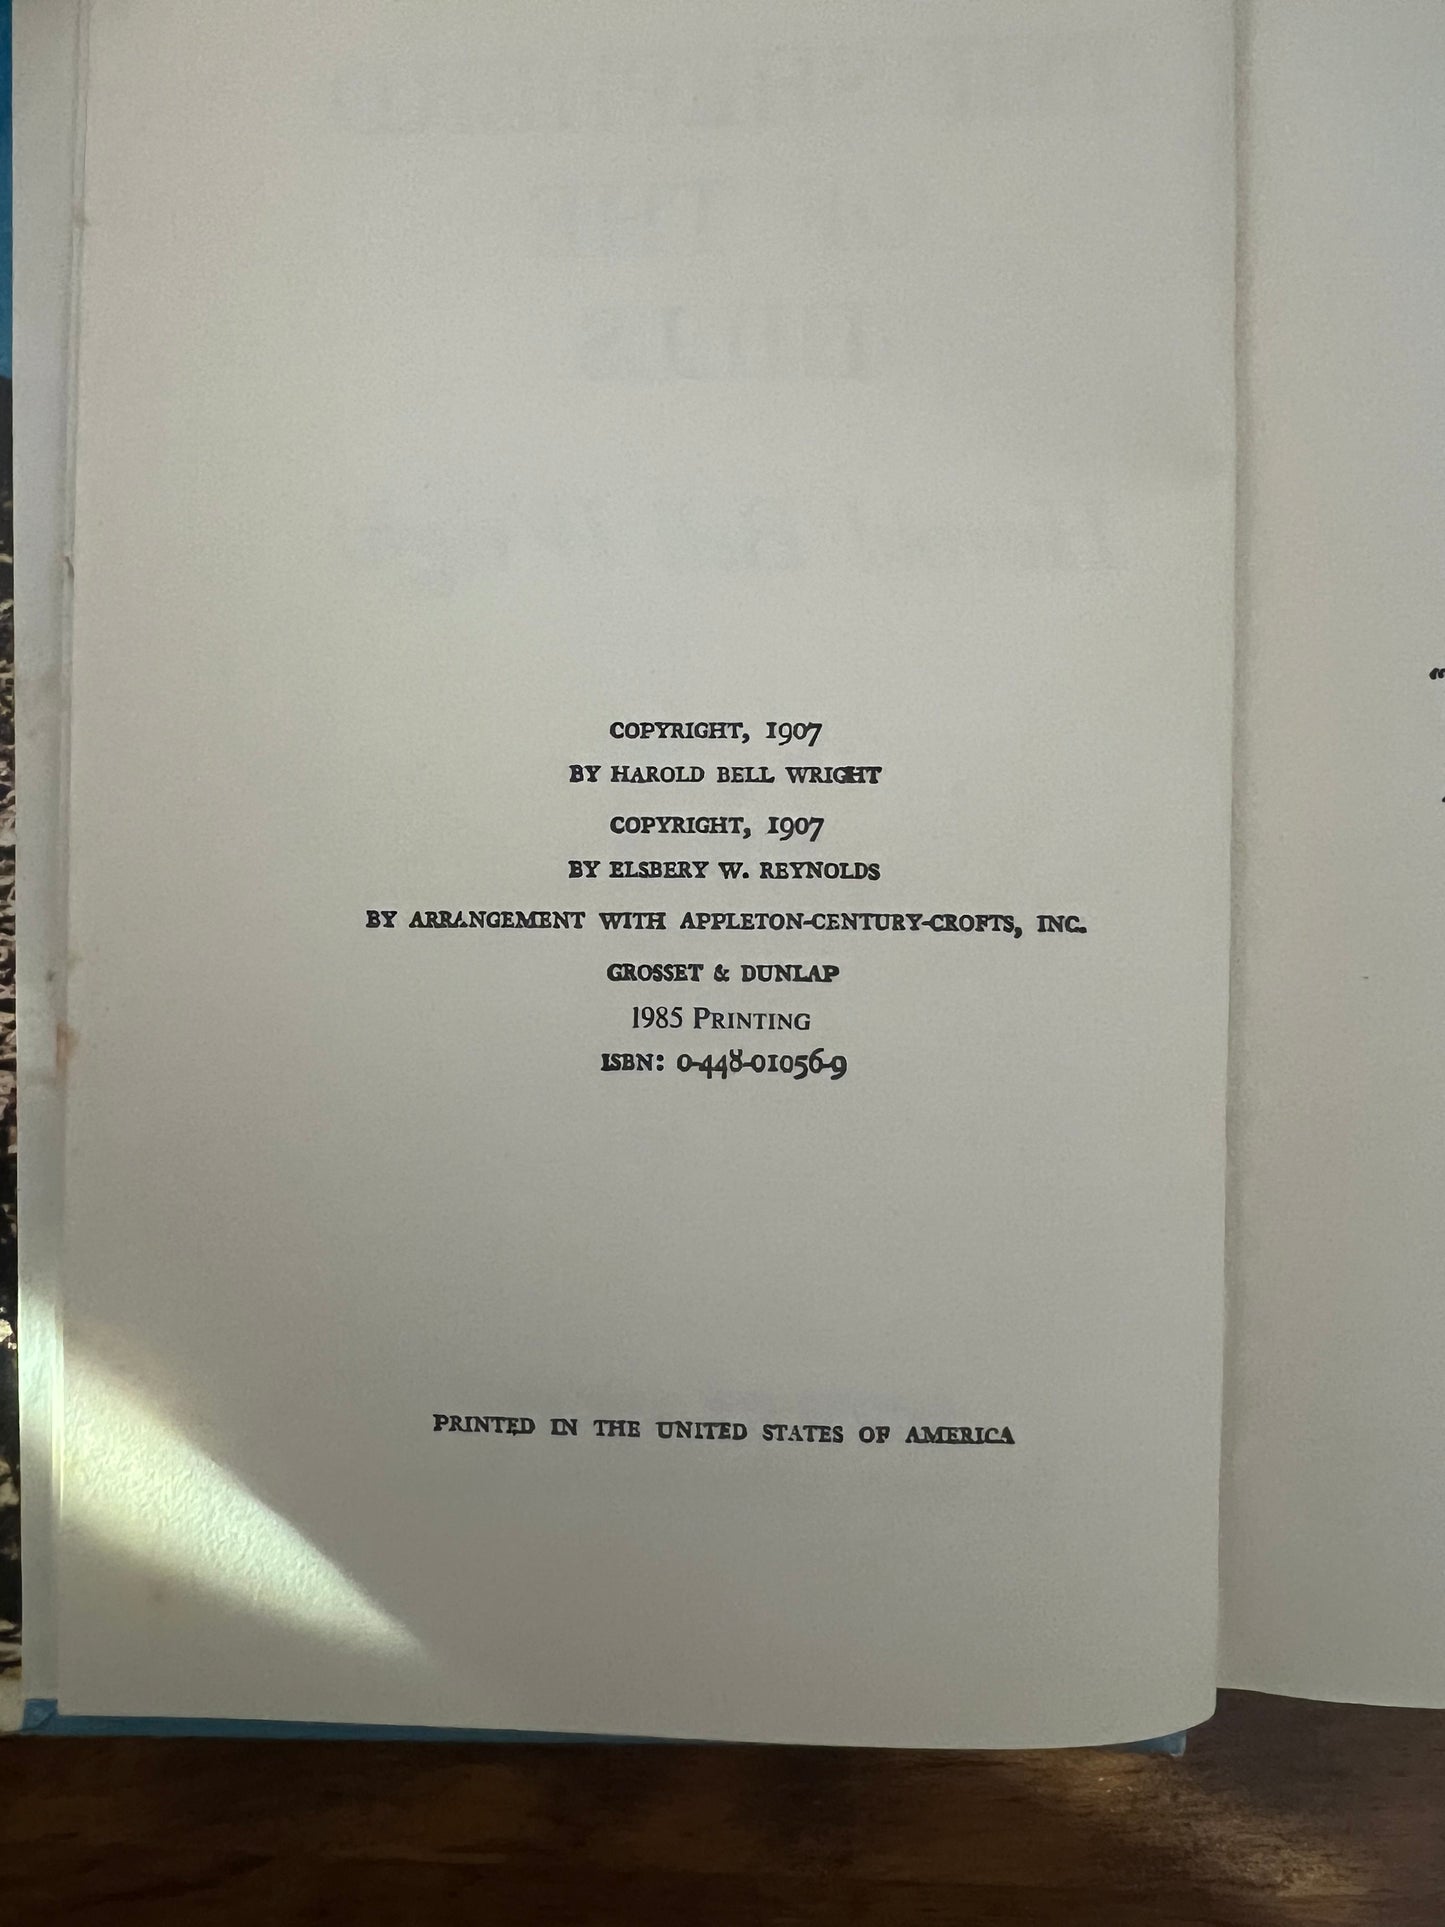 COPYRIGHT, 1907
BY HAROLD BELL WRIGHT
COPYRIGHT, 1907
BY ELSBERY W. REYNOLDS
BY ARRANGEMENT WITH APPLETON-CENTURY-CROFTS, INC.
GROSSET & DUNLAP
1985 PRINTING
ISBN: 0-448-01056-9
PRINTED IN THE UNITED STATES OF AMERICA